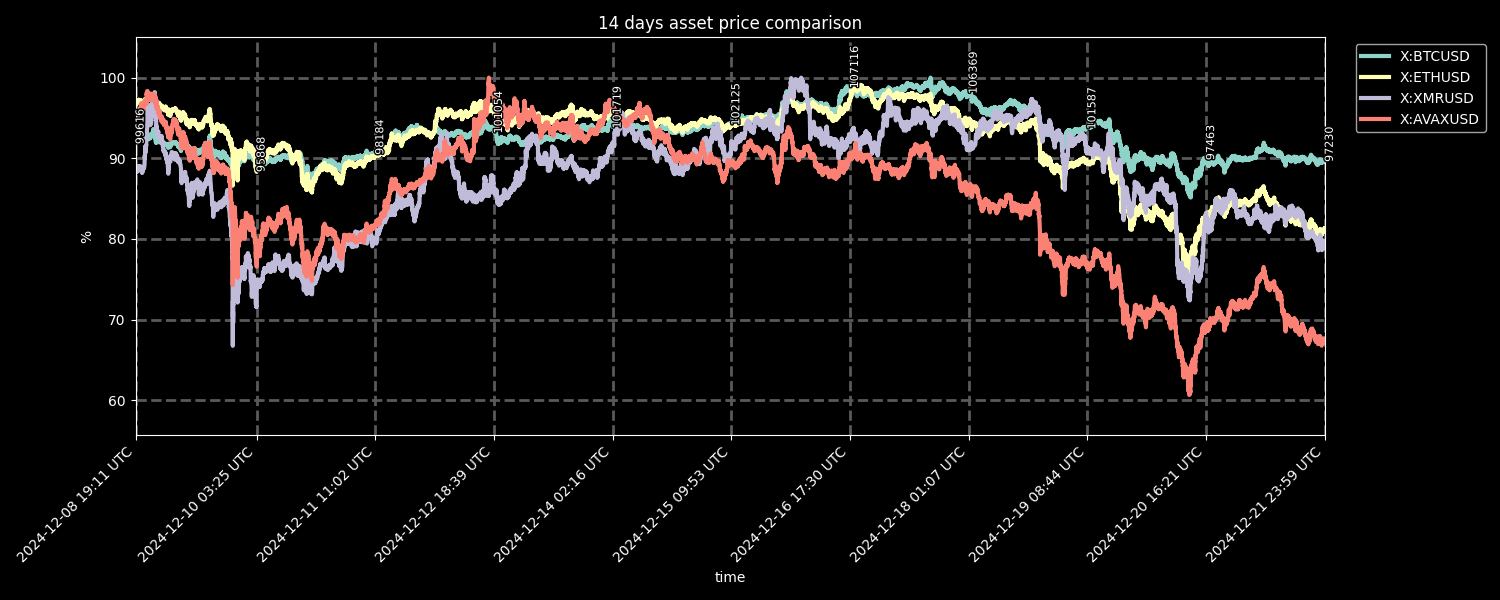 14 days asset price comparison
X:BTCUSD
X:ETHUSD
X:XMRUSD
X:AVAXUSD
%
100
90
80
70
60
99616
95868
98184
101054
101719
102125
107116
106369
101587
97463
97230
2024-12-08 19:11 UTC
2024-12-10 03:25 UTC
2024-12-11 11:02 UTC
2024-12-12 18:39 UTC
2024-12-14 02:16 UTC
2024-12-15 09:53 UTC
2024-12-16 17:30 UTC
2024-12-18 01:07 UTC
2024-12-19 08:44 UTC
2024-12-20 16:21 UTC
2024-12-21 23:59 UTC
time